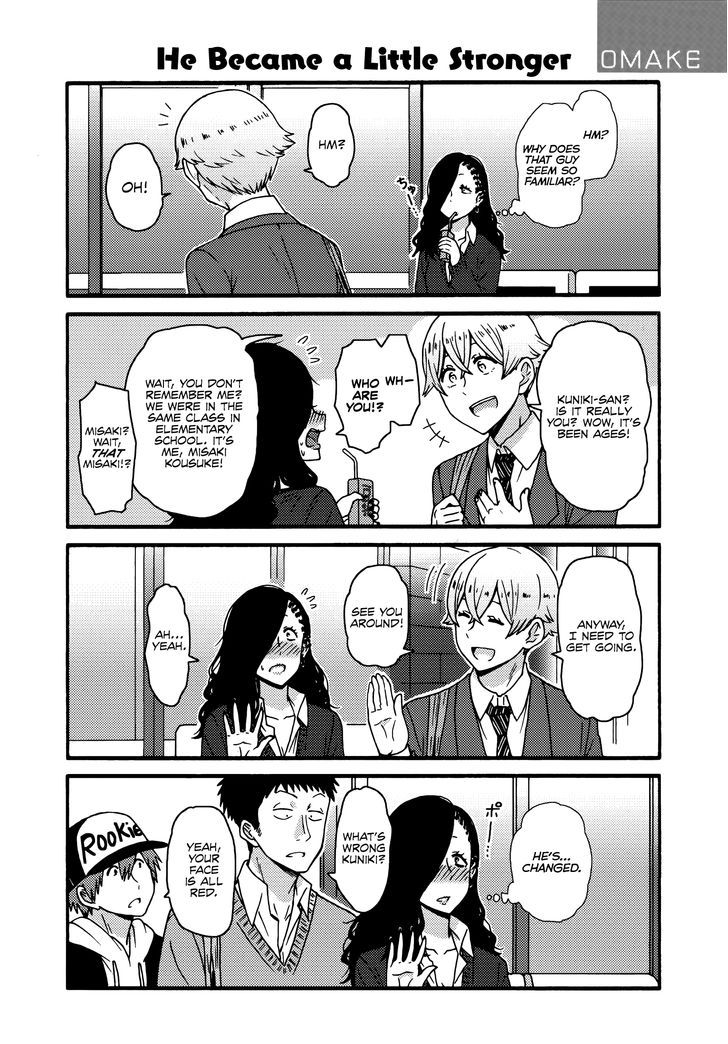 He Became a Little Stronger
OMAKE
HM?
WHY DOES
THAT GUY
SEEM SO
FAMILIAR?
HM?
OH!
KUNIKI-SAN?
IS IT REALLY
YOU? WOW, IT'S
BEEN AGES!
WH-
WHO
ARE
YOU!?
WAIT, YOU DON'T
REMEMBER ME?
WE WERE IN THE
SAME CLASS IN
ELEMENTARY
SCHOOL. IT'S
ME, MISAKI
KOUSUKE!
MISAKI?
WAIT,
THAT
MISAKI!?
ANYWAY,
I NEED TO
GET GOING.
SEE YOU
AROUND!
AH...
YEAH.
HE'S...
CHANGED.
ポー
WHAT'S
WRONG
KUNIKI?
YEAH,
YOUR
FACE
IS ALL
RED.
ROOKIE